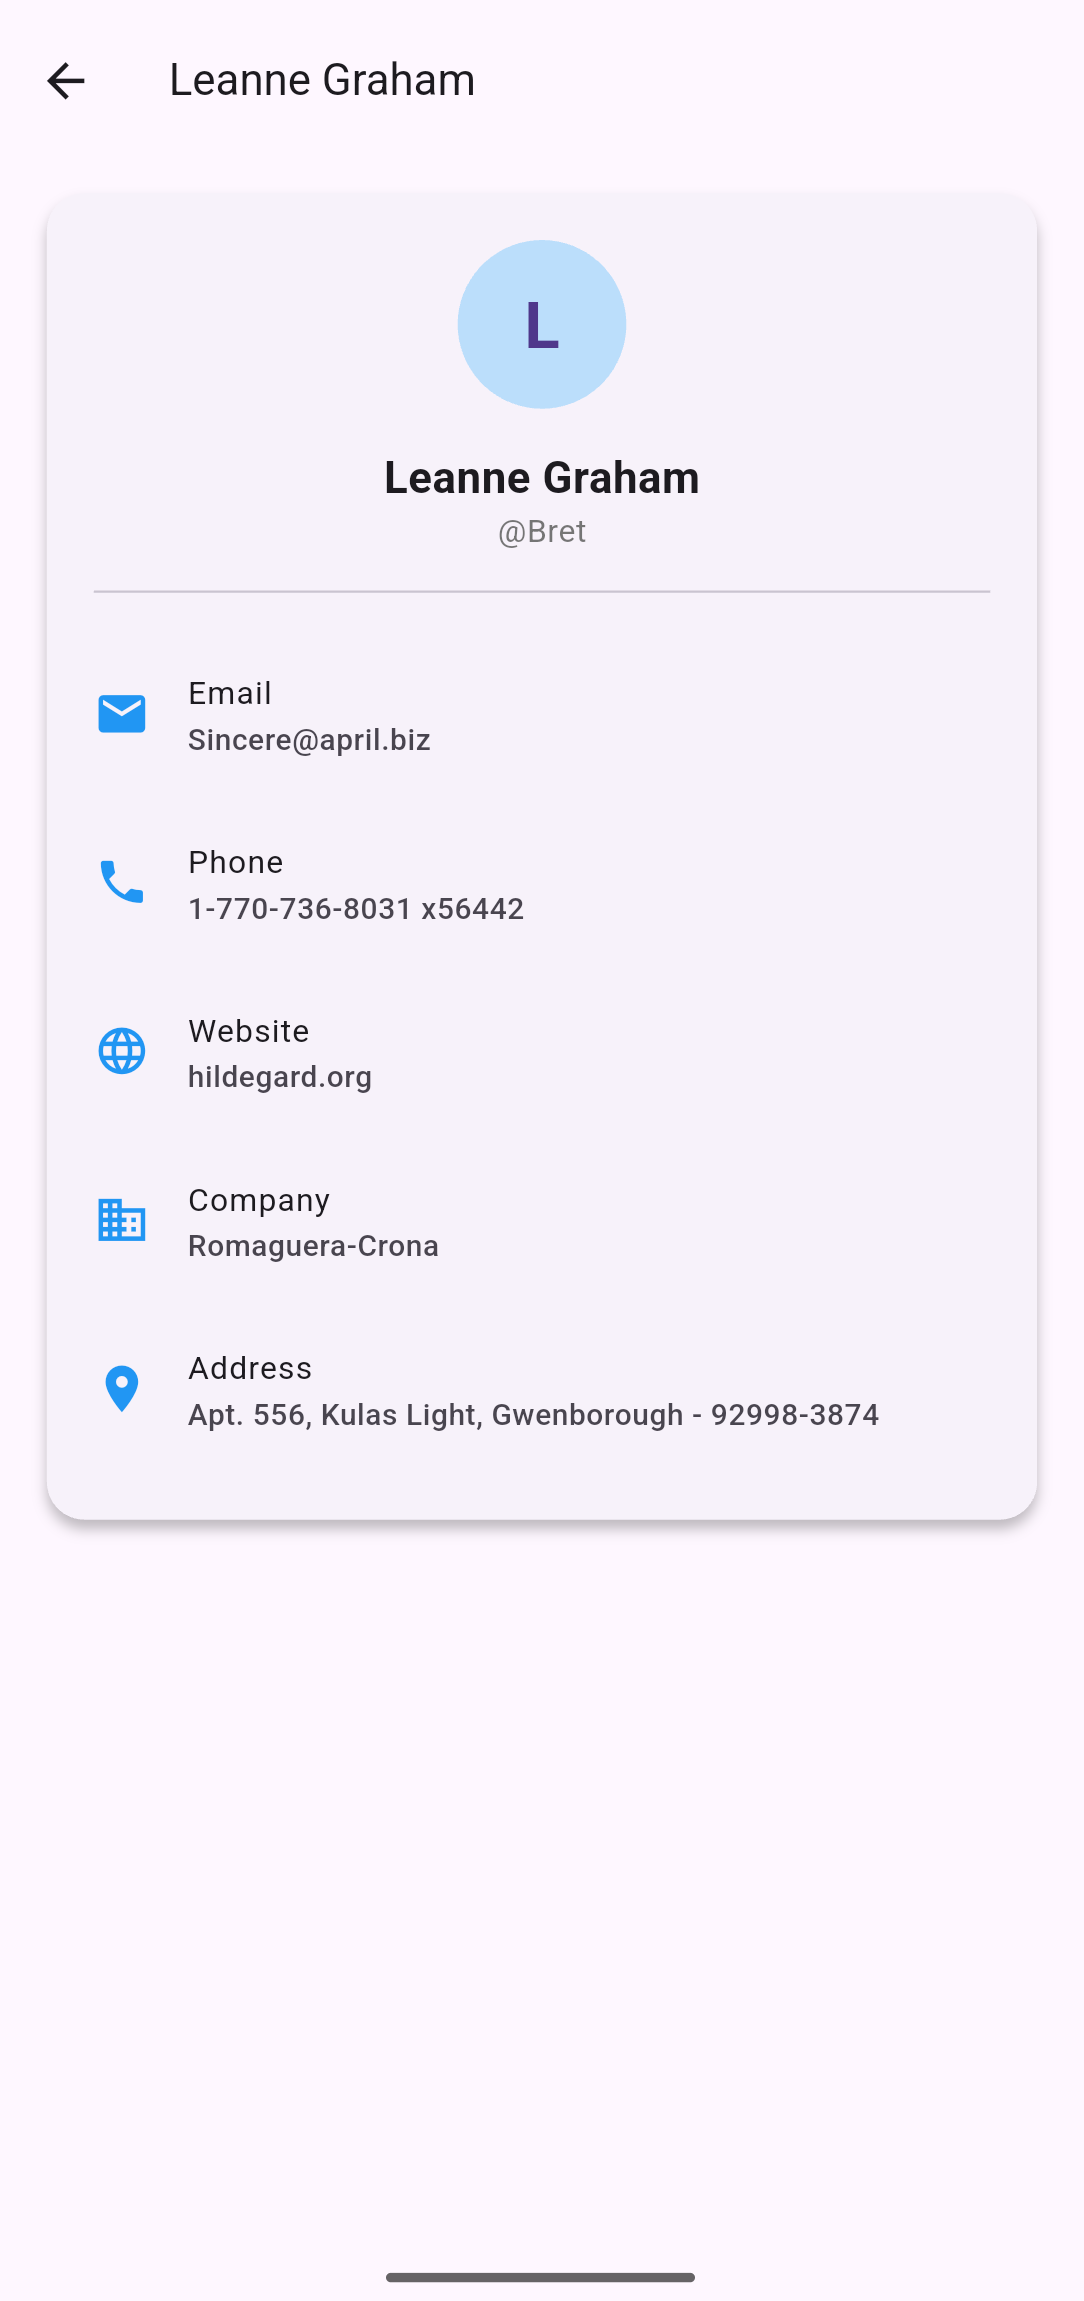 Leanne Graham
L
Leanne Graham
@Bret
Email
Sincere@april.biz
Phone
1-770-736-8031 x56442
Website
hildegard.org
Company
Romaguera-Crona
Address
Apt. 556, Kulas Light, Gwenborough - 92998-3874